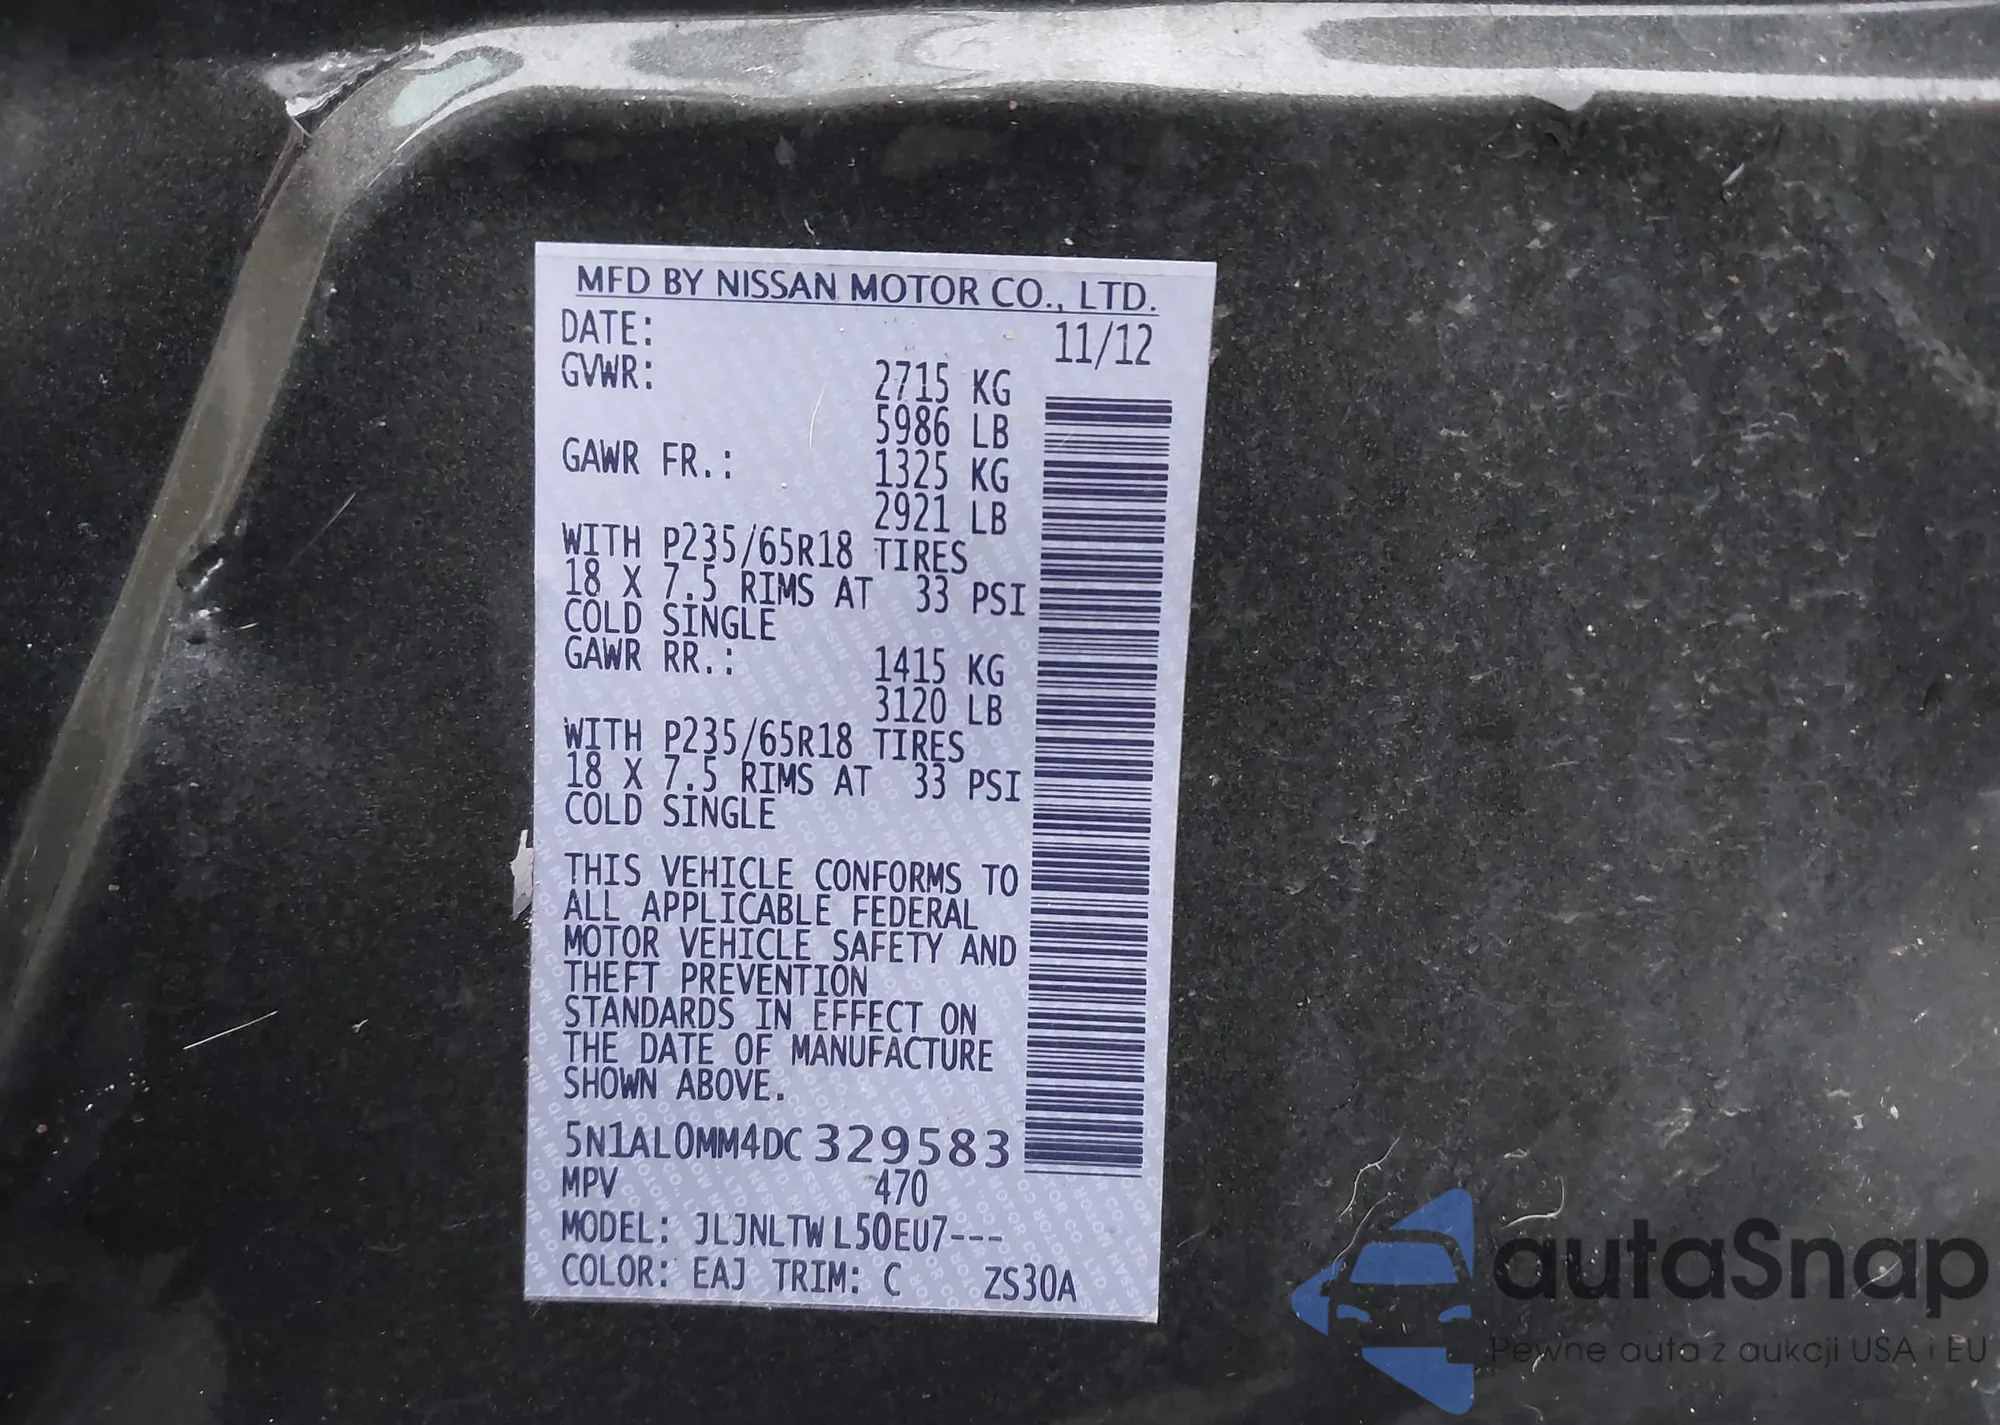 MFD BY NISSAN MOTOR CO., LTD.
DATE: 11/12
GVWR: 2715 KG
5986 LB
GAWR FR.: 1325 KG
2921 LB
WITH P235/65R18 TIRES
18 X 7.5 RIMS AT 33 PSI
COLD SINGLE
GAWR RR.: 1415 KG
3120 LB
WITH P235/65R18 TIRES
18 X 7.5 RIMS AT 33 PSI
COLD SINGLE
THIS VEHICLE CONFORMS TO
ALL APPLICABLE FEDERAL
MOTOR VEHICLE SAFETY AND
THEFT PREVENTION
STANDARDS IN EFFECT ON
THE DATE OF MANUFACTURE
SHOWN ABOVE.
5N1AL0MM4DC329583
MPV 470
MODEL: JLJNLTWL50EU7---
COLOR: EAJ TRIM: C ZS30A
autaSnap
Pewne auta z aukcji USA i EU